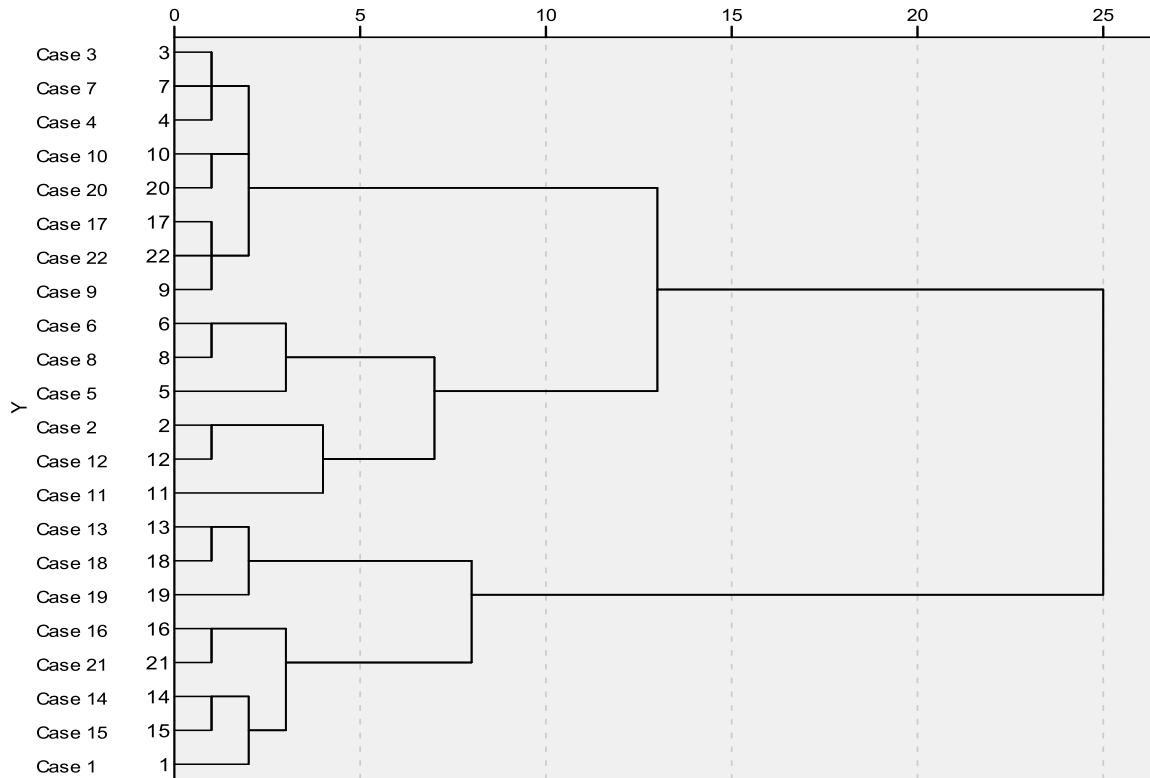 0 5 10 15 20 25
Case 3 3
Case 7 7
Case 4 4
Case 10 10
Case 20 20
Case 17 17
Case 22 22
Case 9 9
Case 6 6
Case 8 8
Case 5 5
Y
Case 2 2
Case 12 12
Case 11 11
Case 13 13
Case 18 18
Case 19 19
Case 16 16
Case 21 21
Case 14 14
Case 15 15
Case 1 1